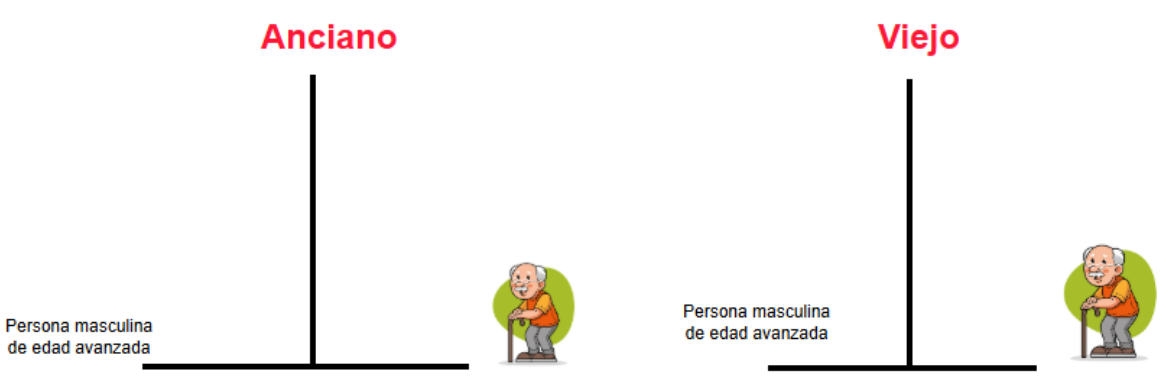 Anciano
Viejo
Persona masculina
de edad avanzada
Persona masculina
de edad avanzada